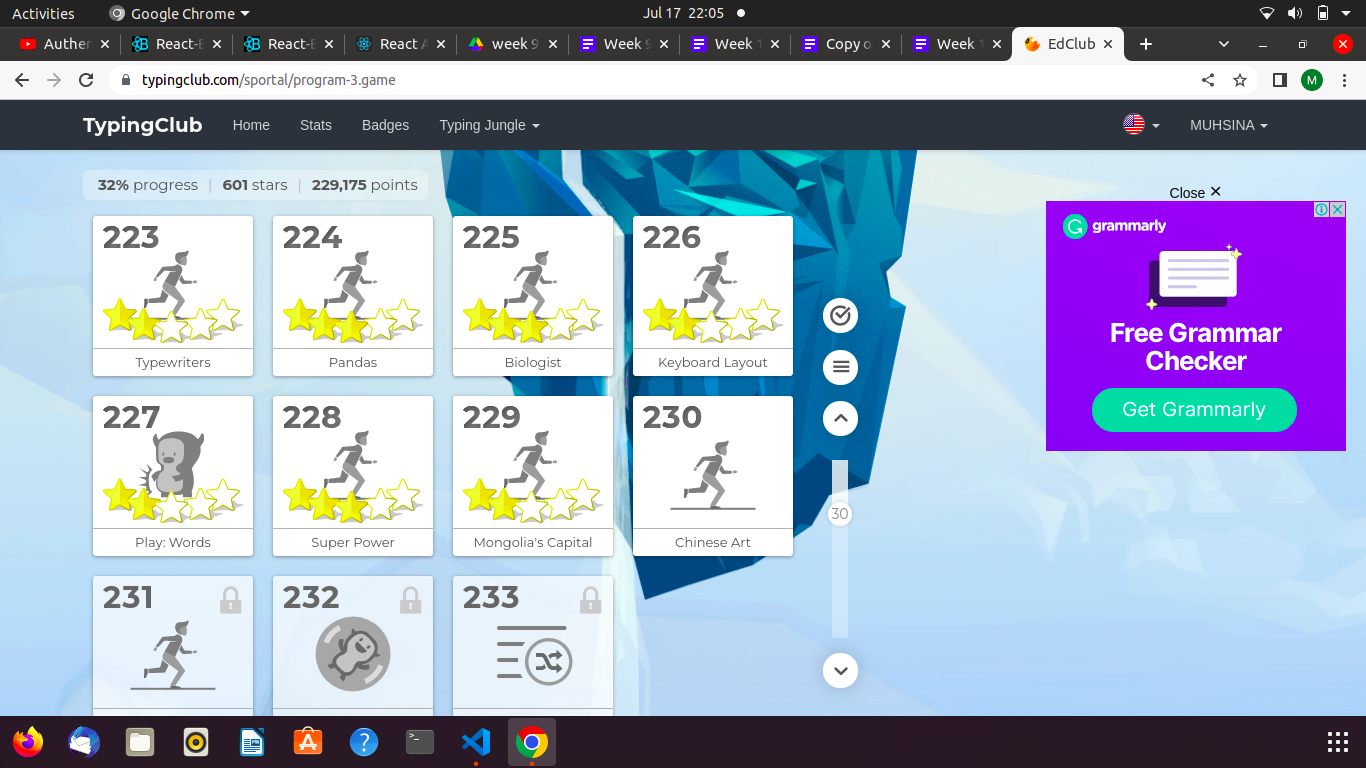 Activities Google Chrome Jul 17 22:05
Auther React-E React-E React A week 9 Week 9 Week 1 Copy o Week 1 EdClub
typingclub.com/sportal/program-3.game M
TypingClub Home Stats Badges Typing Jungle MUHSINA
32% progress | 601 stars | 229,175 points
Close ×
grammarly
Free Grammar
Checker
Get Grammarly
223 224 225 226
Typewriters Pandas Biologist Keyboard Layout
227 228 229 230
Play: Words Super Power Mongolia's Capital Chinese Art
30
231 232 233